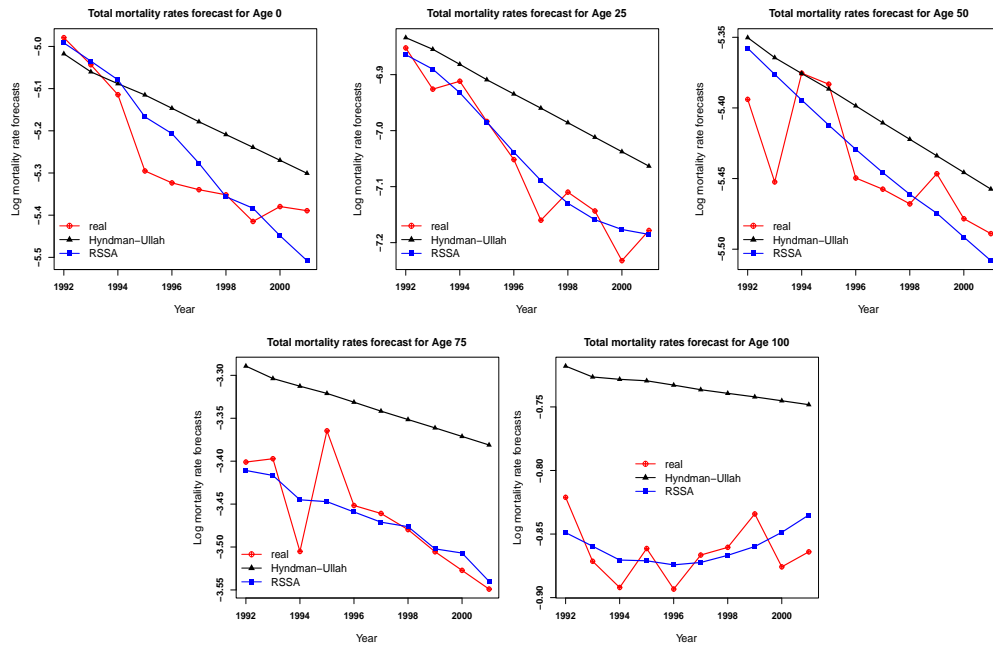 Total mortality rates forecast for Age 0
Log mortality rate forecasts
−5.0
−5.1
−5.2
−5.3
−5.4
−5.5
real
Hyndman−Ullah
RSSA
1992 1994 1996 1998 2000
Year
Total mortality rates forecast for Age 25
Log mortality rate forecasts
−6.9
−7.0
−7.1
−7.2
real
Hyndman−Ullah
RSSA
1992 1994 1996 1998 2000
Year
Total mortality rates forecast for Age 50
Log mortality rate forecasts
−5.35
−5.40
−5.45
−5.50
real
Hyndman−Ullah
RSSA
1992 1994 1996 1998 2000
Year
Total mortality rates forecast for Age 75
Log mortality rate forecasts
−3.30
−3.35
−3.40
−3.45
−3.50
−3.55
real
Hyndman−Ullah
RSSA
1992 1994 1996 1998 2000
Year
Total mortality rates forecast for Age 100
Log mortality rate forecasts
−0.75
−0.80
−0.85
−0.90
real
Hyndman−Ullah
RSSA
1992 1994 1996 1998 2000
Year